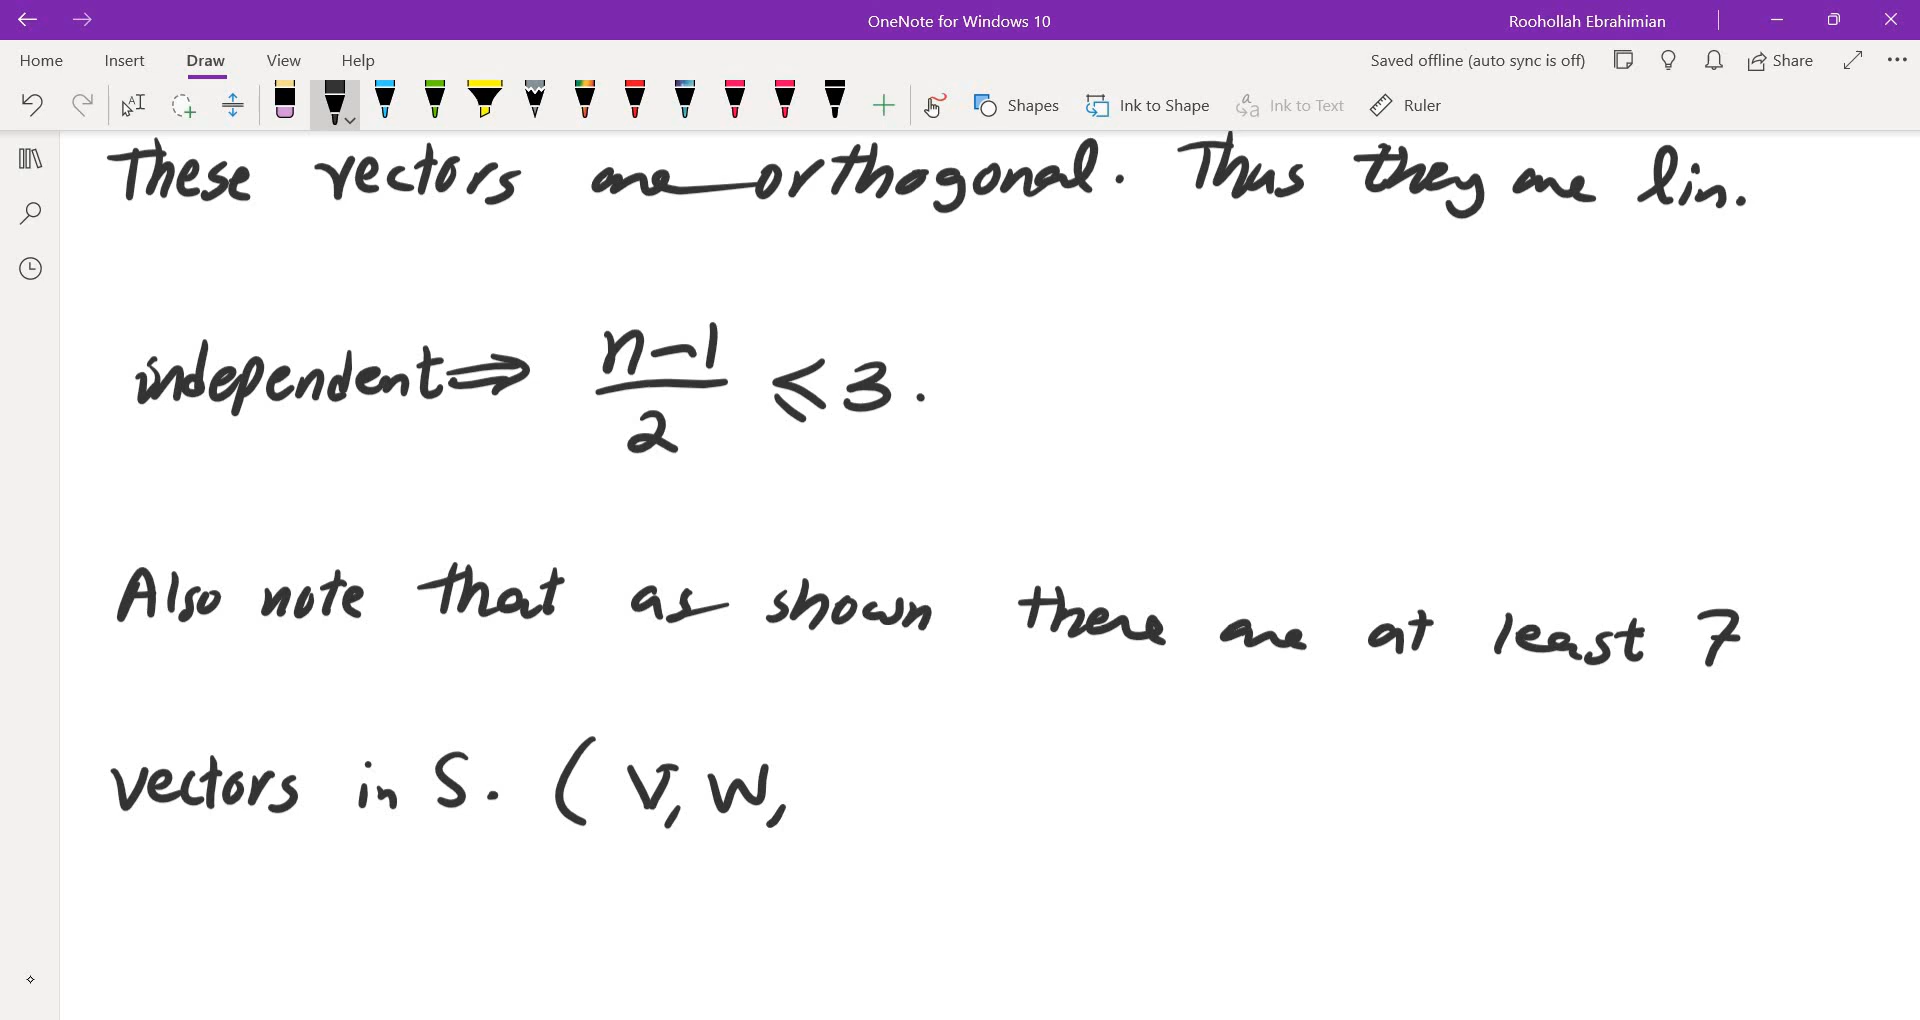 OneNote for Windows 10
Roohollah Ebrahimian
Home Insert Draw View Help
Saved offline (auto sync is off) Share
Shapes Ink to Shape Ink to Text Ruler
These vectors are orthogonal. Thus they are lin.
independent ⇒ (n-1)/2 ≤ 3.
Also note that as shown there are at least 7
vectors in S. ( v, w,